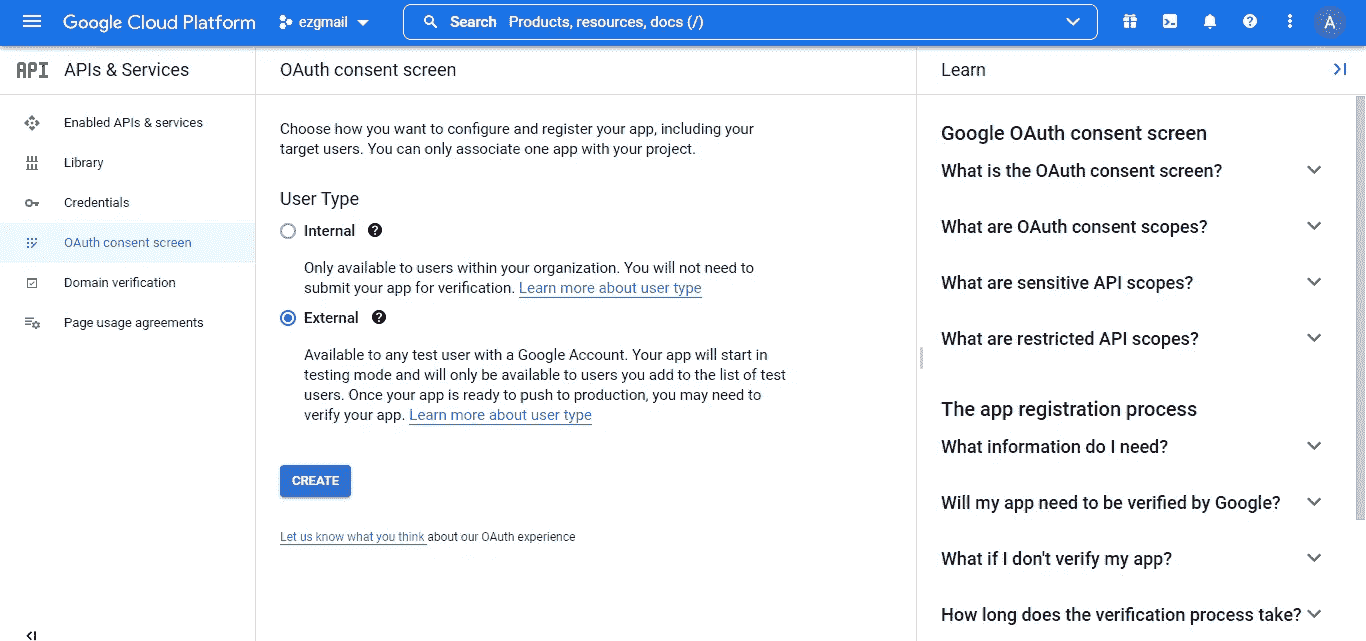 Google Cloud Platform
ezgmail
Search Products, resources, docs (/)
A
API APIs & Services
Enabled APIs & services
Library
Credentials
OAuth consent screen
Domain verification
Page usage agreements
OAuth consent screen
Choose how you want to configure and register your app, including your
target users. You can only associate one app with your project.
User Type
Internal ?
Only available to users within your organization. You will not need to
submit your app for verification. Learn more about user type
External ?
Available to any test user with a Google Account. Your app will start in
testing mode and will only be available to users you add to the list of test
users. Once your app is ready to push to production, you may need to
verify your app. Learn more about user type
CREATE
Let us know what you think about our OAuth experience
Learn
Google OAuth consent screen
What is the OAuth consent screen?
What are OAuth consent scopes?
What are sensitive API scopes?
What are restricted API scopes?
The app registration process
What information do I need?
Will my app need to be verified by Google?
What if I don't verify my app?
How long does the verification process take?